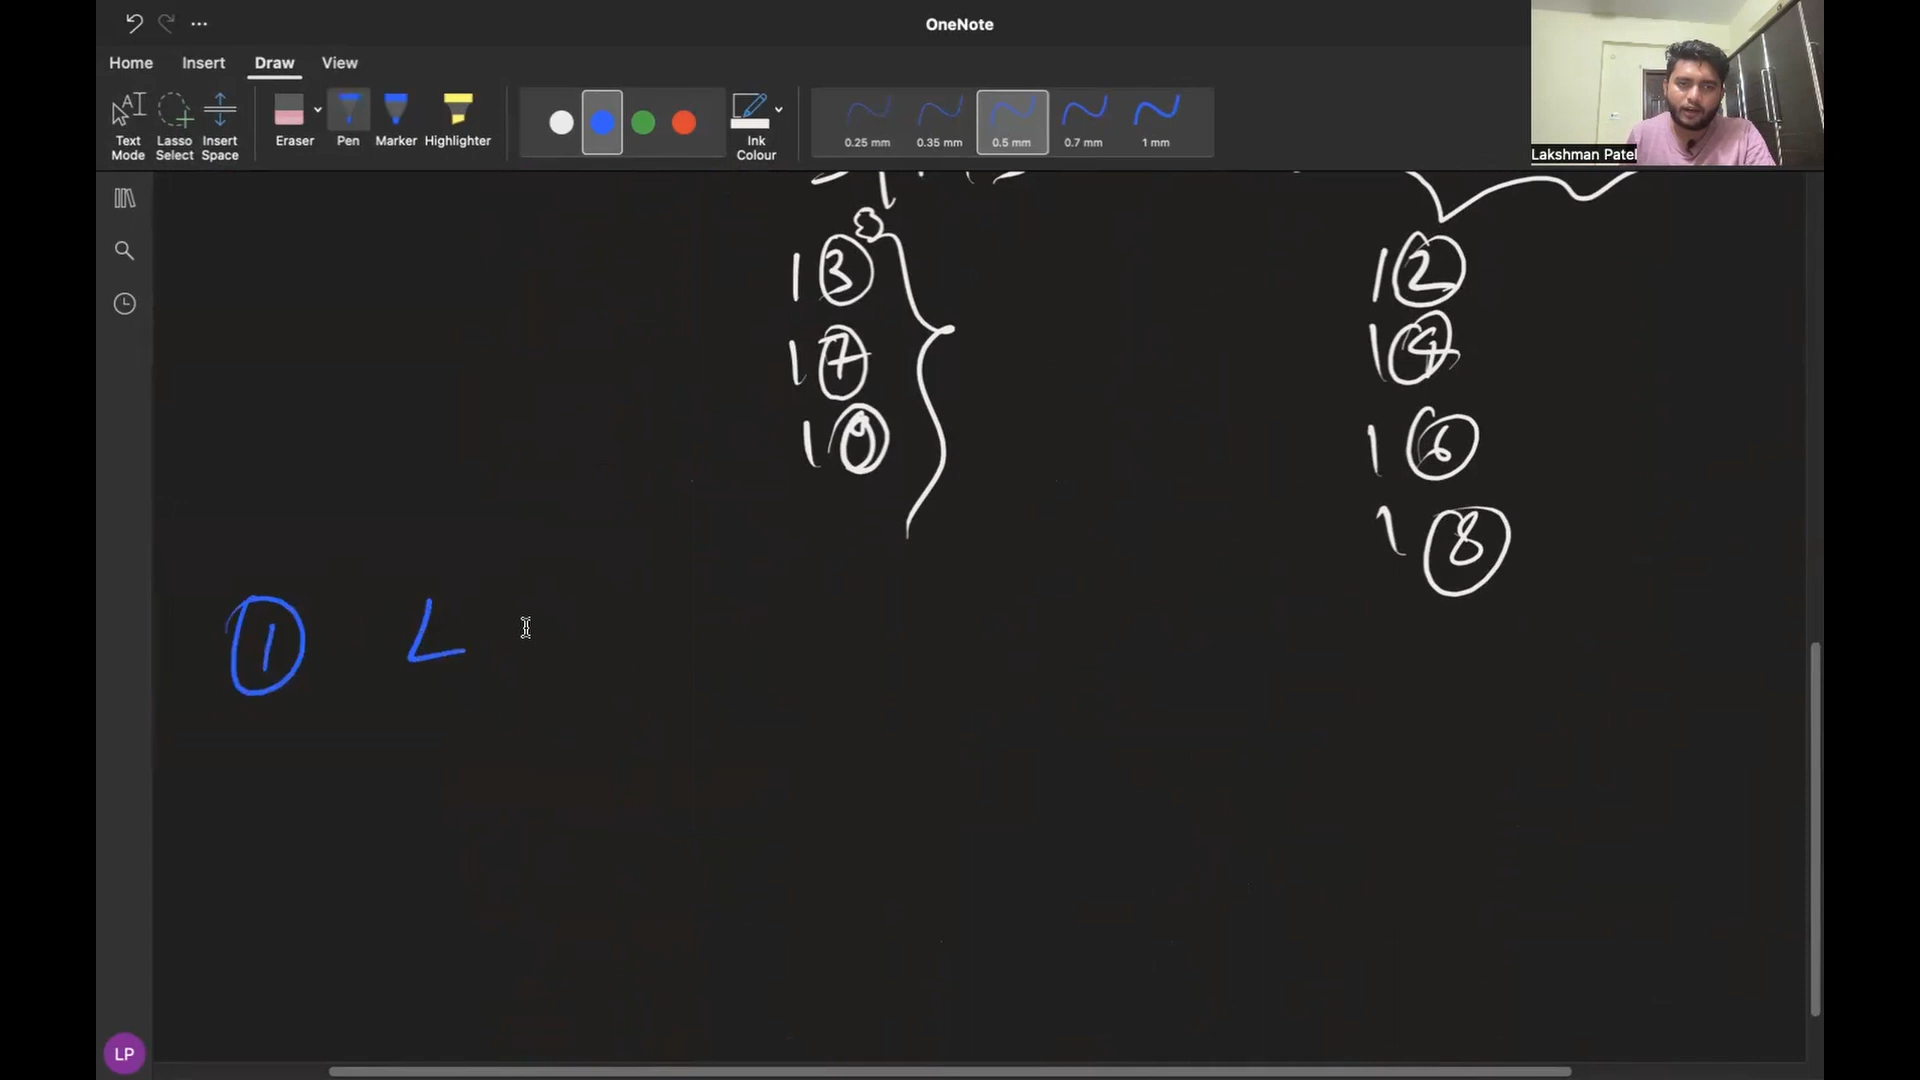 OneNote
Home Insert Draw View
Text Mode
Lasso Select
Insert Space
Eraser
Pen
Marker
Highlighter
Ink Colour
0.25 mm
0.35 mm
0.5 mm
0.7 mm
1 mm
Lakshman Patel
1 3
1 7
1 9
1 2
1 4
1 6
1 8
1 L
LP